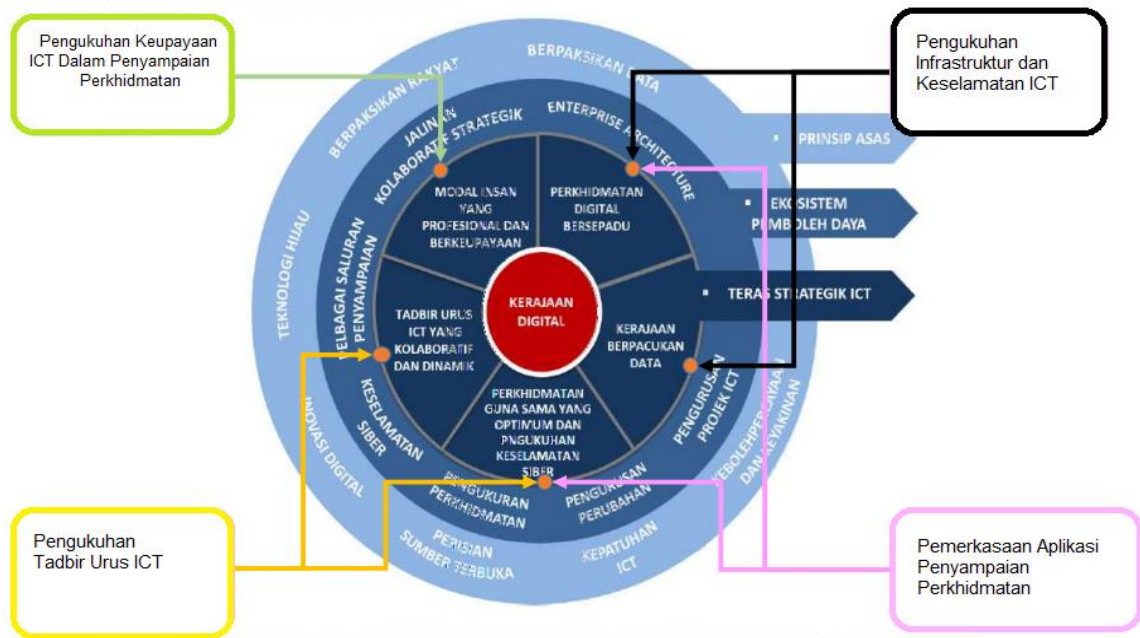 Pengukuhan Keupayaan
ICT Dalam Penyampaian
Perkhidmatan
Pengukuhan
Infrastruktur dan
Keselamatan ICT
BERPAKSIKAN RAKYAT
BERPAKSIKAN DATA
JALINAN
KOLABORATIF STRATEGIK
ENTERPRISE ARCHITECTURE
▪ PRINSIP ASAS
MODAL INSAN
YANG
PROFESIONAL DAN
BERKEUPAYAAN
PERKHIDMATAN
DIGITAL
BERSEPADU
▪ EKOSISTEM
PEMBOLEH DAYA
TEKNOLOGI HIJAU
PELBAGAI SALURAN
PENYAMPAIAN
KERAJAAN
DIGITAL
▪ TERAS STRATEGIK ICT
TADBIR URUS
ICT YANG
KOLABORATIF
DAN DINAMIK
KERAJAAN
BERPACUKAN
DATA
PERKHIDMATAN
GUNA SAMA YANG
OPTIMUM DAN
PNGUKUHAN
KESELAMATAN
SIBER
KESELAMATAN
SIBER
PENGURUSAN
PROJEK ICT
KEBOLEHPERCAYAAN
DAN KEYAKINAN
INOVASI DIGITAL
PENGUKURAN
PERKHIDMATAN
PENGURUSAN
PERUBAHAN
PERISIAN
SUMBER TERBUKA
KEPATUHAN
ICT
Pengukuhan
Tadbir Urus ICT
Pemerkasaan Aplikasi
Penyampaian
Perkhidmatan